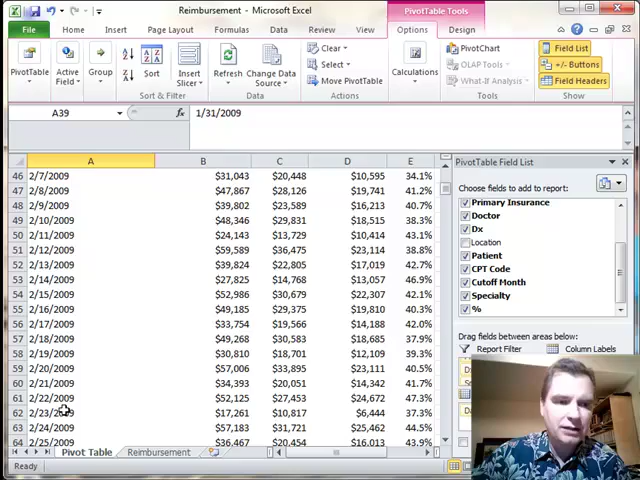 Reimbursement - Microsoft Excel
PivotTable Tools
File Home Insert Page Layout Formulas Data Review View Options Design
PivotTable
Active Field
Group
Sort
Insert Slicer
Refresh
Change Data Source
Clear
Select
Move PivotTable
Calculations
PivotChart
OLAP Tools
What-If Analysis
Field List
+/- Buttons
Field Headers
Sort & Filter Data Actions Tools Show
A39 fx 1/31/2009
A B C D E
46 2/7/2009 $31,043 $20,448 $10,595 34.1%
47 2/8/2009 $47,867 $28,126 $19,741 41.2%
48 2/9/2009 $39,802 $23,589 $16,213 40.7%
49 2/10/2009 $48,346 $29,831 $18,515 38.3%
50 2/11/2009 $24,143 $13,729 $10,414 43.1%
51 2/12/2009 $59,589 $36,475 $23,114 38.8%
52 2/13/2009 $39,824 $22,805 $17,019 42.7%
53 2/14/2009 $27,825 $14,768 $13,057 46.9%
54 2/15/2009 $52,986 $30,679 $22,307 42.1%
55 2/16/2009 $49,185 $29,355 $19,810 40.3%
56 2/17/2009 $33,754 $19,566 $14,188 42.0%
57 2/18/2009 $49,268 $30,583 $18,685 37.9%
58 2/19/2009 $30,810 $18,701 $12,109 39.3%
59 2/20/2009 $57,006 $33,895 $23,111 40.5%
60 2/21/2009 $34,393 $20,051 $14,342 41.7%
61 2/22/2009 $52,125 $27,453 $24,672 47.3%
62 2/23/2009 $17,261 $10,817 $6,444 37.3%
63 2/24/2009 $57,183 $31,721 $25,462 44.5%
64 2/25/2009 $36,467 $20,454 $16,013 43.9%
PivotTable Field List
Choose fields to add to report:
Primary Insurance
Doctor
Dx
Location
Patient
CPT Code
Cutoff Month
Specialty
%
Drag fields between areas below:
Report Filter Column Labels
Pivot Table Reimbursement
Ready